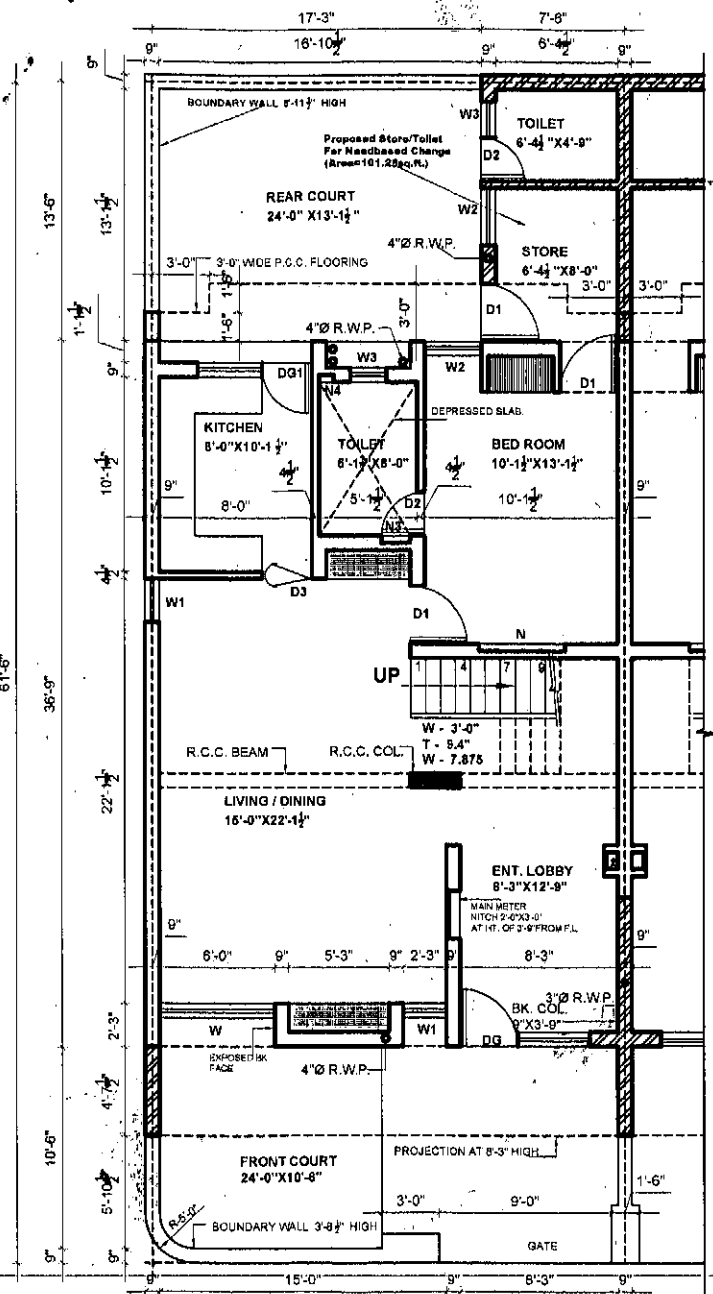 17'-3"
7'-6"
9"
16'-10½"
9"
6'-4½"
9"
9"
BOUNDARY WALL 5'-11½" HIGH
W3
TOILET
6'-4½"X4'-9"
Proposed Store/Toilet
For Needbased Change
(Area=101.25sq.ft.)
D2
13'-6"
13'-1½"
REAR COURT
24'-0" X13'-1½"
W2
4"Ø R.W.P.
STORE
6'-4½"X8'-0"
3'-0"
3'-0" WIDE P.C.C. FLOORING
3'-0"
3'-0"
1'-6"
1'-6"
D1
3'-0"
1'-1½"
4"Ø R.W.P.
W3
W2
9"
DG1
N4
D1
DEPRESSED SLAB
KITCHEN
8'-0"X10'-1½"
TOILET
BED ROOM
10'-1½"X13'-1½"
10'-1½"
4½"
4½"
9"
8'-0"
5'-1½"
D2
10'-1½"
9"
N3
4½"
W1
D3
D1
61'-6"
36'-9"
N
UP
1
4
7
9
W - 3'-0"
T - 9.4"
W - 7.875
R.C.C. BEAM
R.C.C. COL.
22'-1½"
LIVING / DINING
15'-0"X22'-1½"
ENT. LOBBY
8'-3"X12'-9"
MAIN METER
NITCH 2'-0"X3'-0"
AT HT. OF 3'-9" FROM F.L
9"
9"
6'-0"
9"
5'-3"
9"
2'-3"
9"
8'-3"
3"Ø R.W.P.
BK. COL.
9"X3'-9"
2'-3"
W
W1
DG
EXPOSED BK
FACE
4"Ø R.W.P.
4'-7½"
10'-6"
PROJECTION AT 8'-3" HIGH
FRONT COURT
24'-0"X10'-6"
5'-10½"
3'-0"
9'-0"
1'-6"
R-5'-0"
BOUNDARY WALL 3'-8½" HIGH
GATE
9"
9"
15'-0"
9"
8'-3"
9"